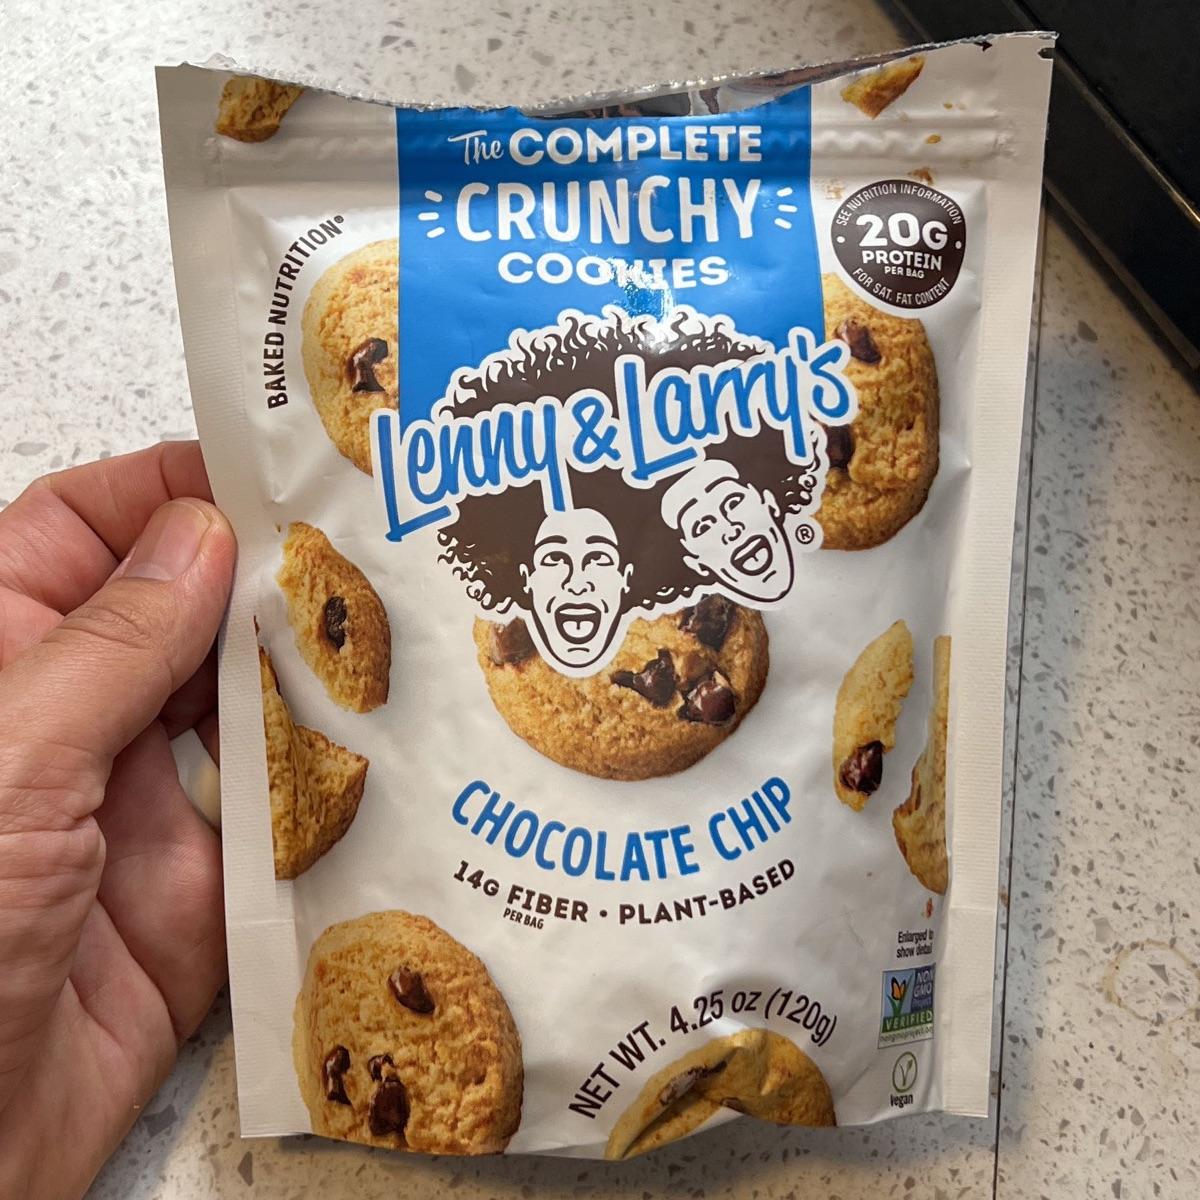 The COMPLETE
CRUNCHY
COOKIES
BAKED NUTRITION®
SEE NUTRITION INFORMATION
20G
PROTEIN
PER BAG
FOR SAT. FAT CONTENT
Lenny & Larry's
®
CHOCOLATE CHIP
14G FIBER • PLANT-BASED
PER BAG
Enlarged to
show detail
NON
GMO
Project
VERIFIED
NET WT. 4.25 oz (120g)
vegan